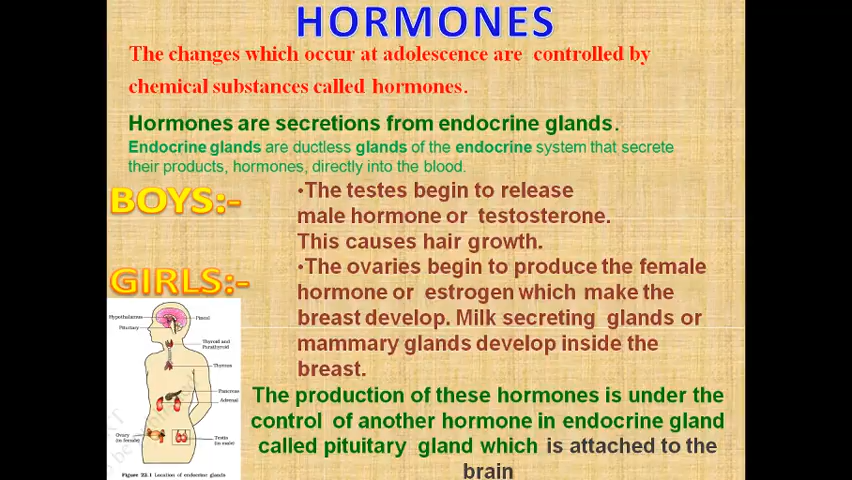 HORMONES
The changes which occur at adolescence are controlled by
chemical substances called hormones.
Hormones are secretions from endocrine glands.
Endocrine glands are ductless glands of the endocrine system that secrete
their products, hormones, directly into the blood.
BOYS:-
•The testes begin to release
male hormone or testosterone.
This causes hair growth.
GIRLS:-
•The ovaries begin to produce the female
hormone or estrogen which make the
breast develop. Milk secreting glands or
mammary glands develop inside the
breast.
Hypothalamus
Pineal
Pituitary
Thyroid and
Parathyroid
Thymus
Pancreas
Adrenal
Ovary
(in female)
Testis
(in male)
Figure 22.1 Location of endocrine glands
The production of these hormones is under the
control of another hormone in endocrine gland
called pituitary gland which is attached to the
brain